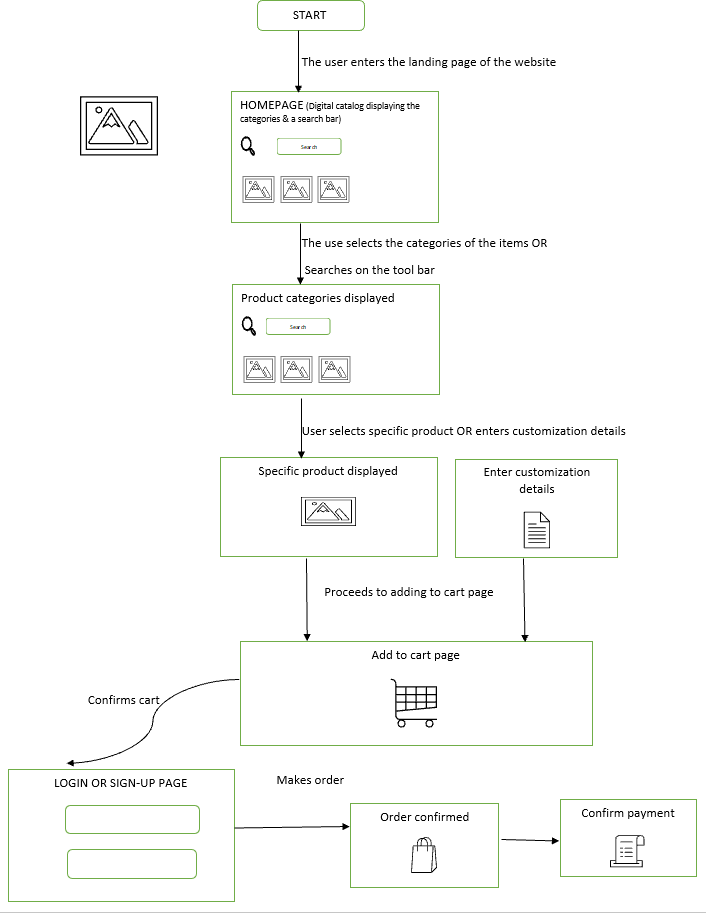 START
The user enters the landing page of the website
HOMEPAGE (Digital catalog displaying the
categories & a search bar)
Search
The use selects the categories of the items OR
Searches on the tool bar
Product categories displayed
Search
User selects specific product OR enters customization details
Specific product displayed
Enter customization
details
Proceeds to adding to cart page
Add to cart page
Confirms cart
LOGIN OR SIGN-UP PAGE
Makes order
Order confirmed
Confirm payment